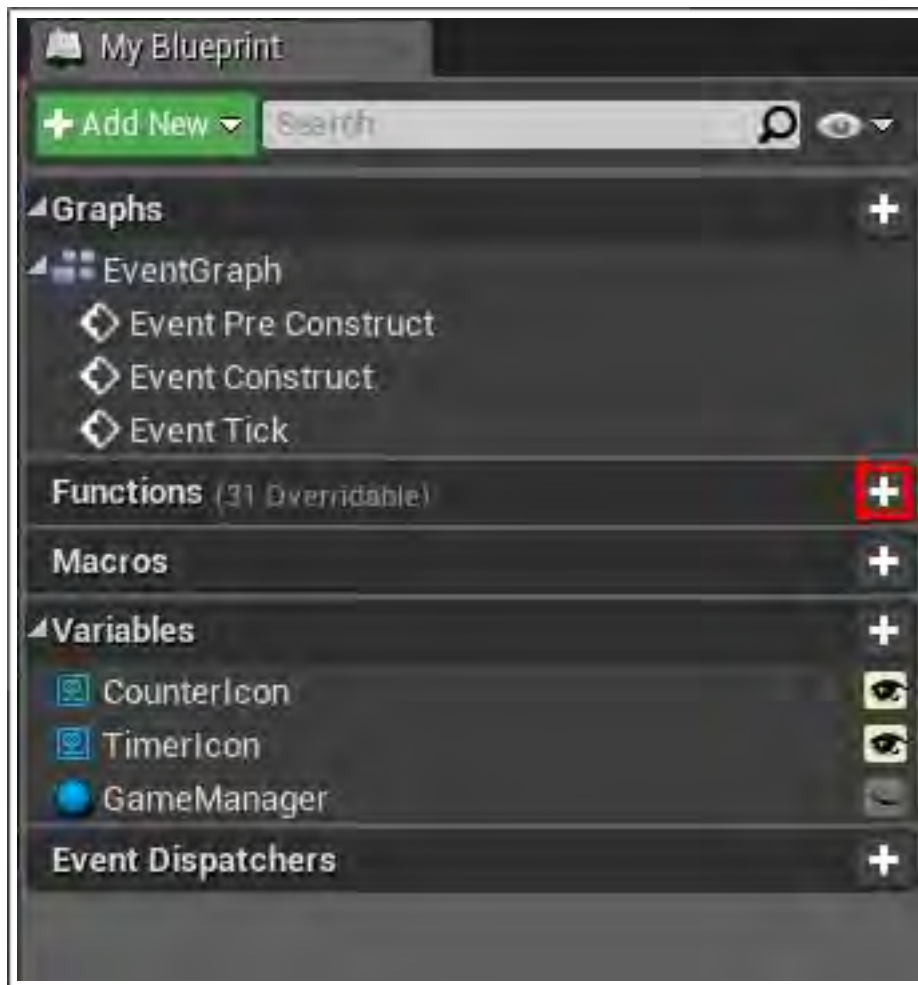 My Blueprint
Add New Search
Graphs
EventGraph
Event Pre Construct
Event Construct
Event Tick
Functions (31 Overridable)
Macros
Variables
CounterIcon
TimerIcon
GameManager
Event Dispatchers